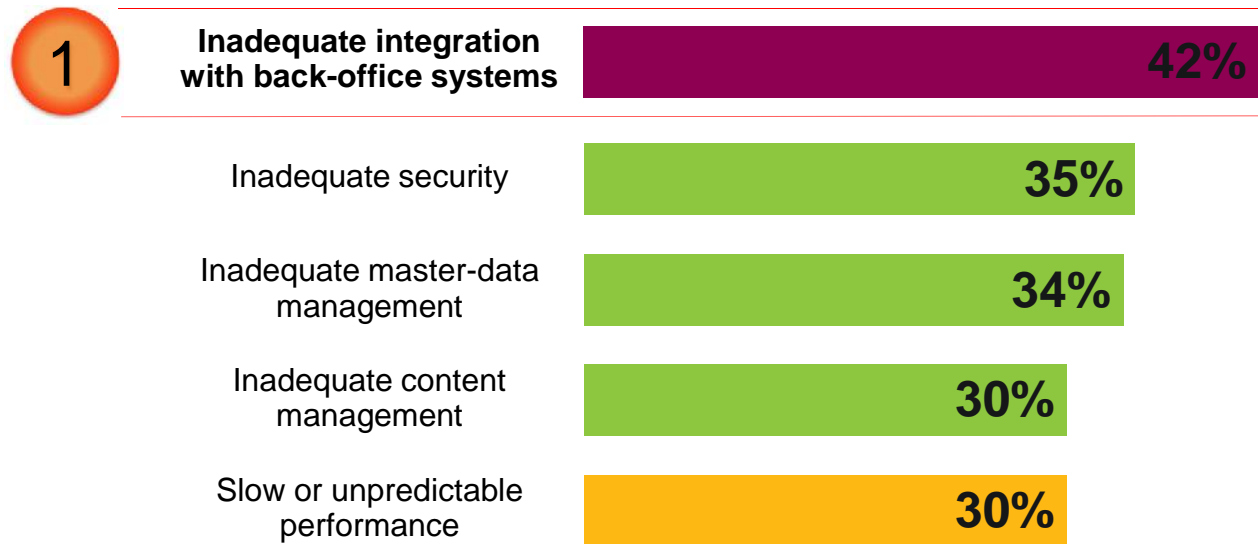 1
Inadequate integration
with back-office systems
42%
Inadequate security
35%
Inadequate master-data
management
34%
Inadequate content
management
30%
Slow or unpredictable
performance
30%